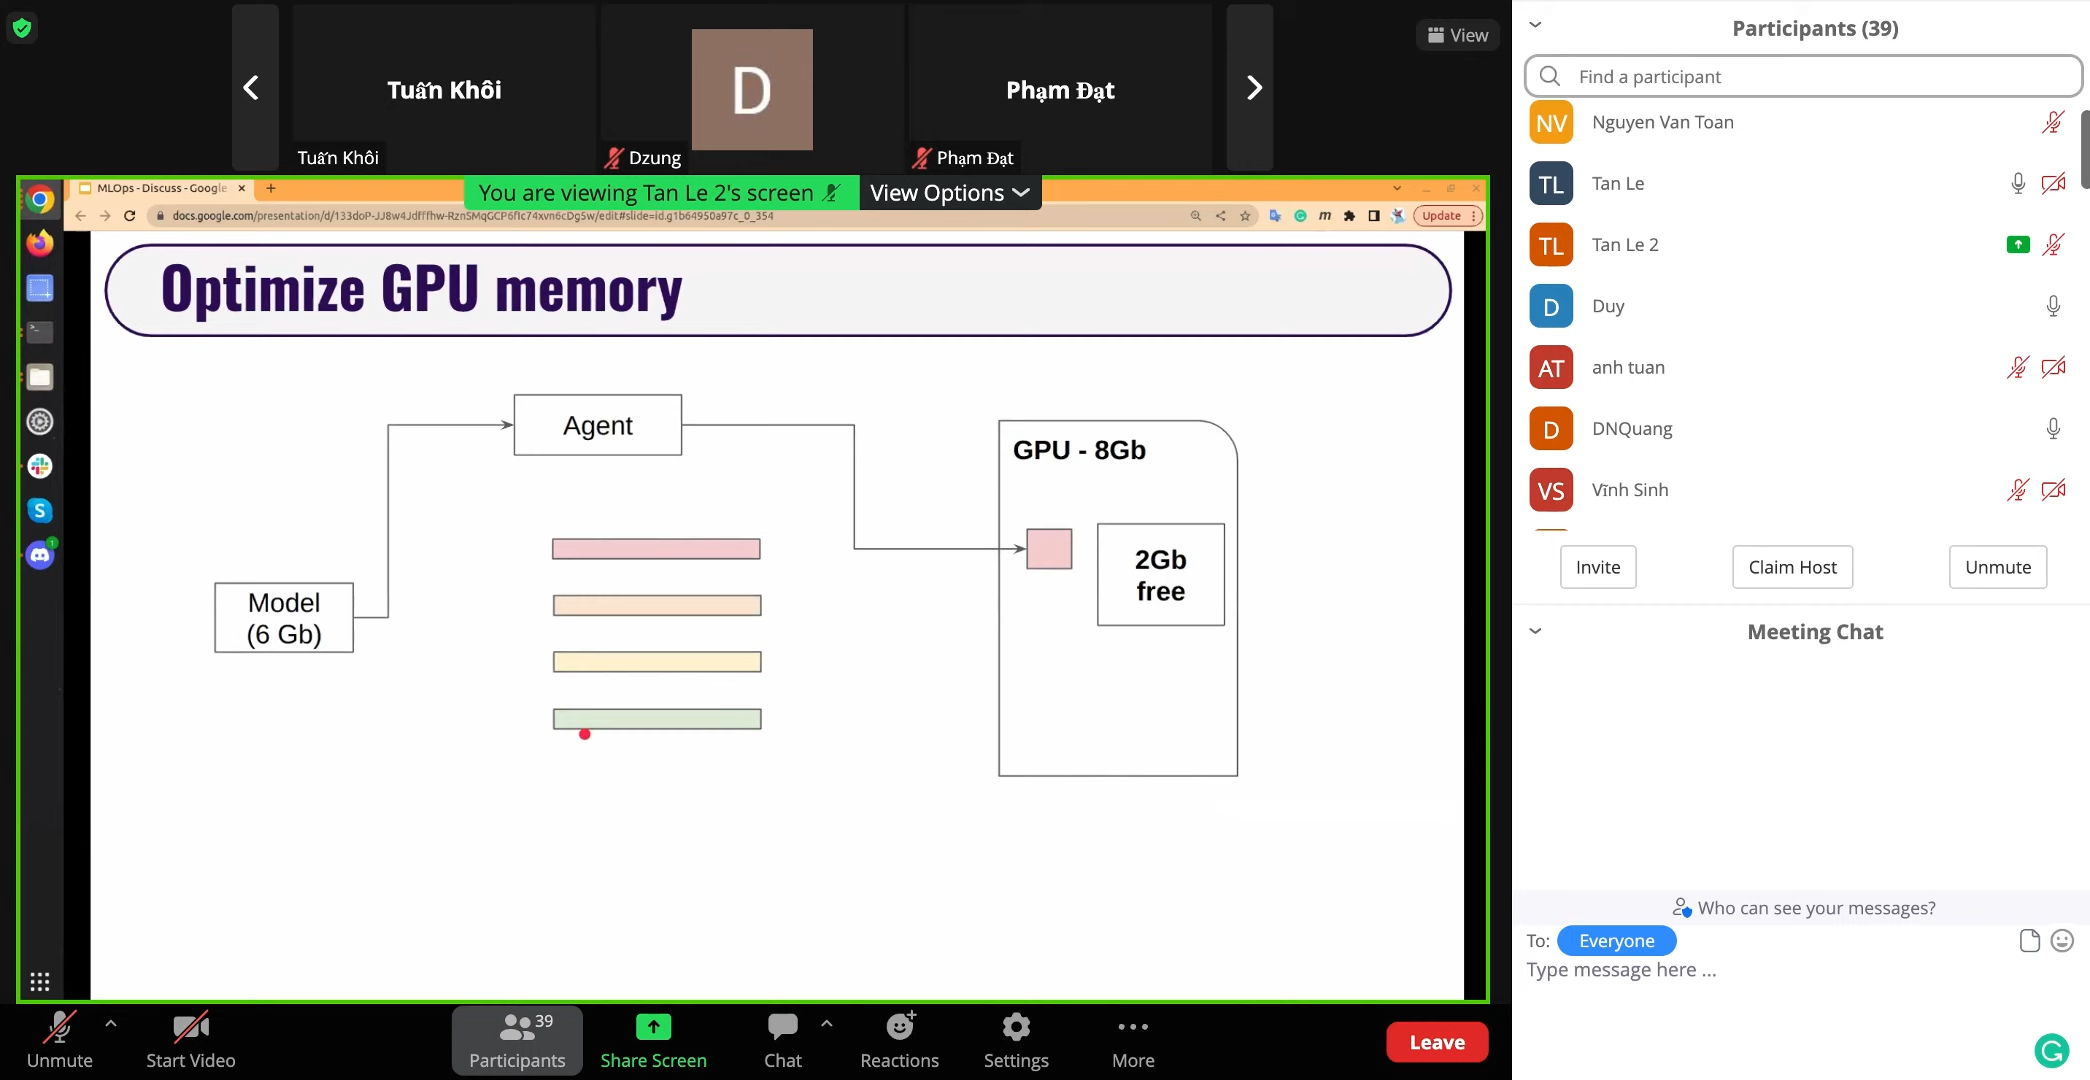 View
Tuấn Khôi
D
Phạm Đạt
Tuấn Khôi
Dzung
Phạm Đạt
MLOps - Discuss - Google
You are viewing Tan Le 2's screen
View Options
Update
Optimize GPU memory
Agent
GPU - 8Gb
2Gb
free
Model
(6 Gb)
Participants (39)
Find a participant
NV Nguyen Van Toan
TL Tan Le
TL Tan Le 2
D Duy
AT anh tuan
D DNQuang
VS Vĩnh Sinh
Invite
Claim Host
Unmute
Meeting Chat
Who can see your messages?
To: Everyone
Type message here ...
Unmute
Start Video
39
Participants
Share Screen
Chat
Reactions
Settings
More
Leave